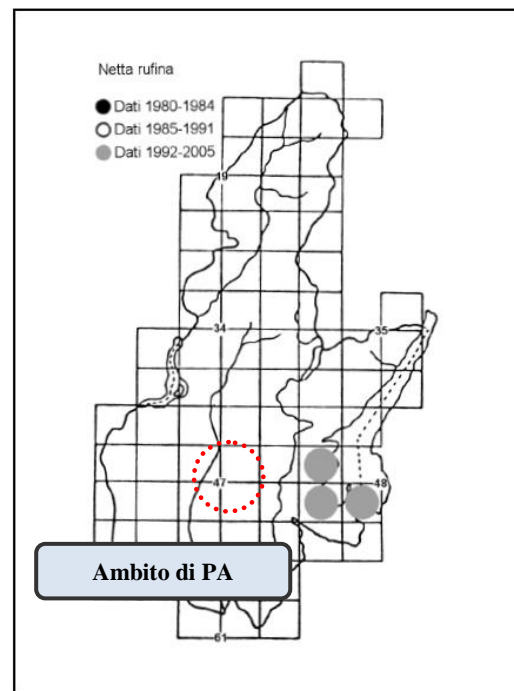 Netta rufina
Dati 1980-1984
Dati 1985-1991
Dati 1992-2005
19
34
35
47
48
Ambito di PA
61